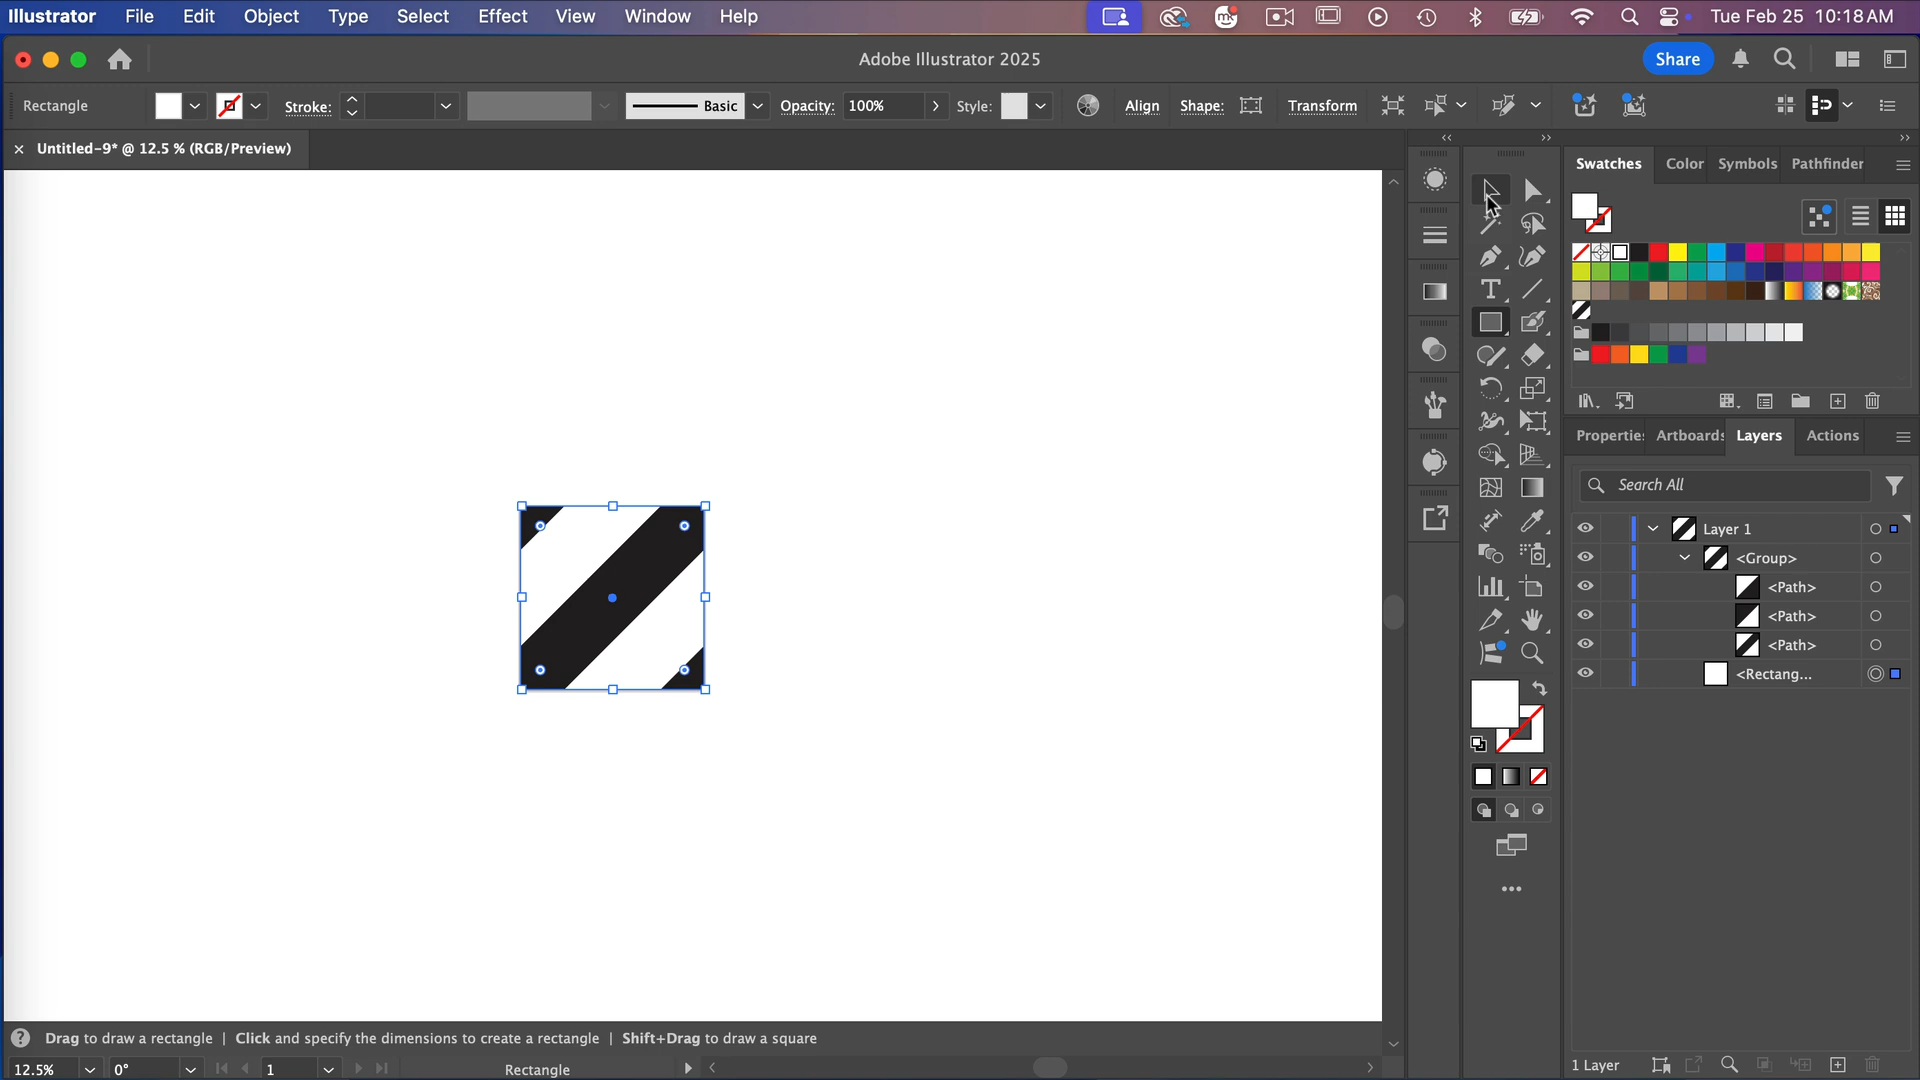 Illustrator File Edit Object Type Select Effect View Window Help Tue Feb 25 10:18 AM
Adobe Illustrator 2025 Share
Rectangle Stroke: Basic Opacity: 100% Style: Align Shape: Transform
× Untitled-9* @ 12.5 % (RGB/Preview)
Swatches Color Symbols Pathfinder
Properties Artboards Layers Actions
Search All
Layer 1
<Group>
<Path>
<Path>
<Path>
<Rectang...
Drag to draw a rectangle | Click and specify the dimensions to create a rectangle | Shift+Drag to draw a square
12.5% 0° 1 Rectangle 1 Layer